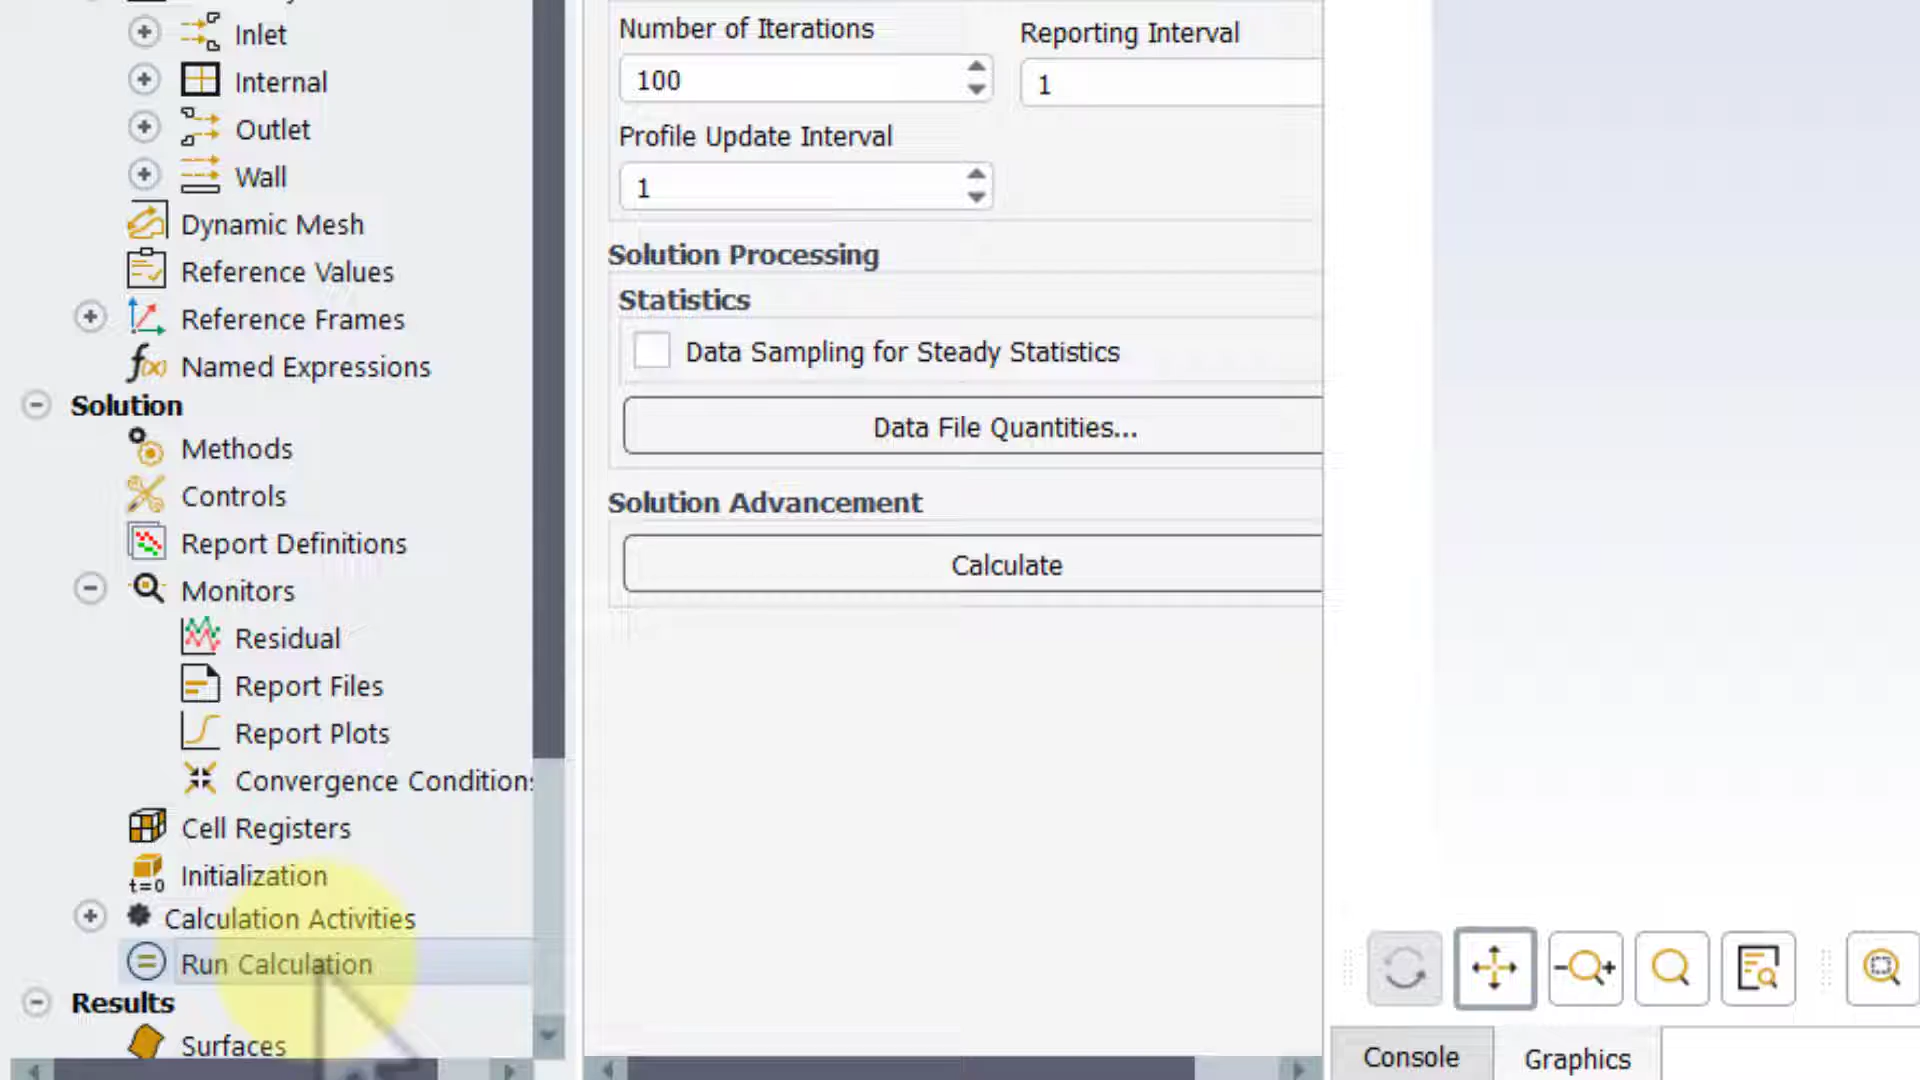 Inlet
Internal
Outlet
Wall
Dynamic Mesh
Reference Values
Reference Frames
f(x) Named Expressions
Solution
Methods
Controls
Report Definitions
Monitors
Residual
Report Files
Report Plots
Convergence Conditions
Cell Registers
t=0 Initialization
Calculation Activities
Run Calculation
Results
Surfaces
Number of Iterations
100
Reporting Interval
1
Profile Update Interval
1
Solution Processing
Statistics
Data Sampling for Steady Statistics
Data File Quantities...
Solution Advancement
Calculate
Console
Graphics